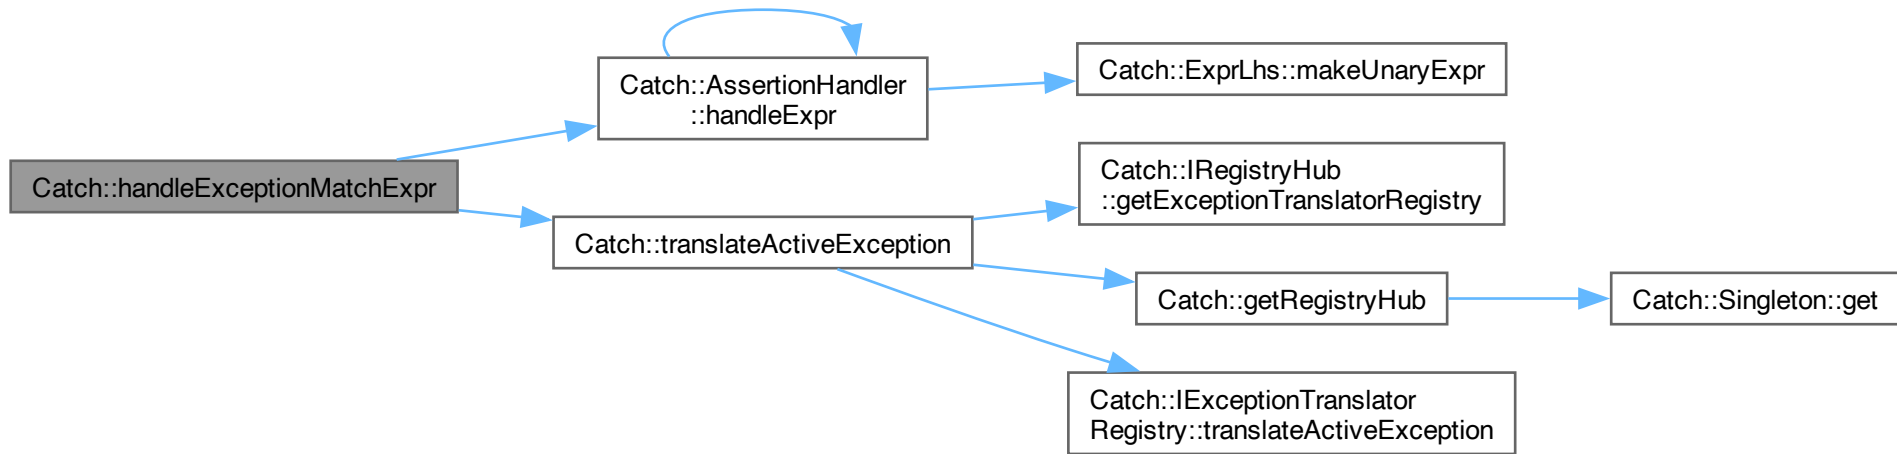 Catch::handleExceptionMatchExpr
Catch::AssertionHandler
::handleExpr
Catch::ExprLhs::makeUnaryExpr
Catch::translateActiveException
Catch::IRegistryHub
::getExceptionTranslatorRegistry
Catch::getRegistryHub
Catch::Singleton::get
Catch::IExceptionTranslator
Registry::translateActiveException